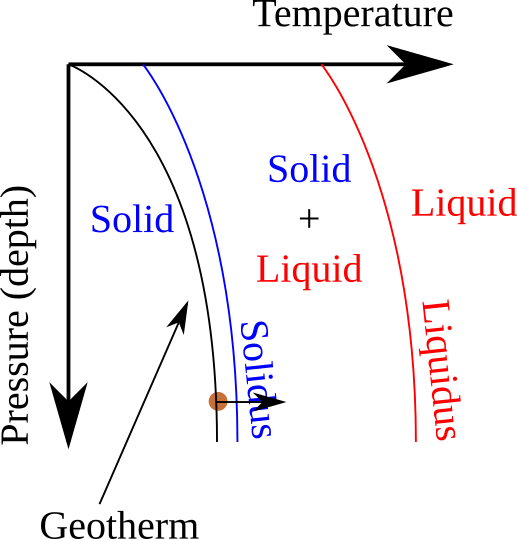 Temperature
Pressure (depth)
Solid
Solid
+
Liquid
Liquid
Solidus
Liquidus
Geotherm